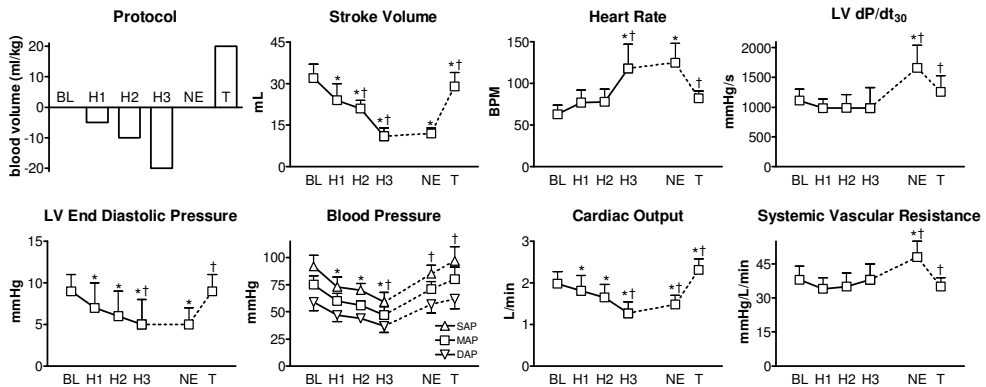 Protocol
blood volume (ml/kg)
20
10
0
-10
-20
BL H1 H2 H3 NE T
Stroke Volume
mL
45
30
15
0
* *† *† * *†
BL H1 H2 H3 NE T
Heart Rate
BPM
150
100
50
0
*† * †
BL H1 H2 H3 NE T
LV dP/dt30
mmHg/s
2000
1500
1000
500
0
*† †
BL H1 H2 H3 NE T
LV End Diastolic Pressure
mmHg
15
10
5
0
* * *† * †
BL H1 H2 H3 NE T
Blood Pressure
mmHg
100
75
50
25
0
* * *† † †
SAP
MAP
DAP
BL H1 H2 H3 NE T
Cardiac Output
L/min
3
2
1
0
* * *† *† *†
BL H1 H2 H3 NE T
Systemic Vascular Resistance
mmHg/L/min
45
30
15
0
*† †
BL H1 H2 H3 NE T